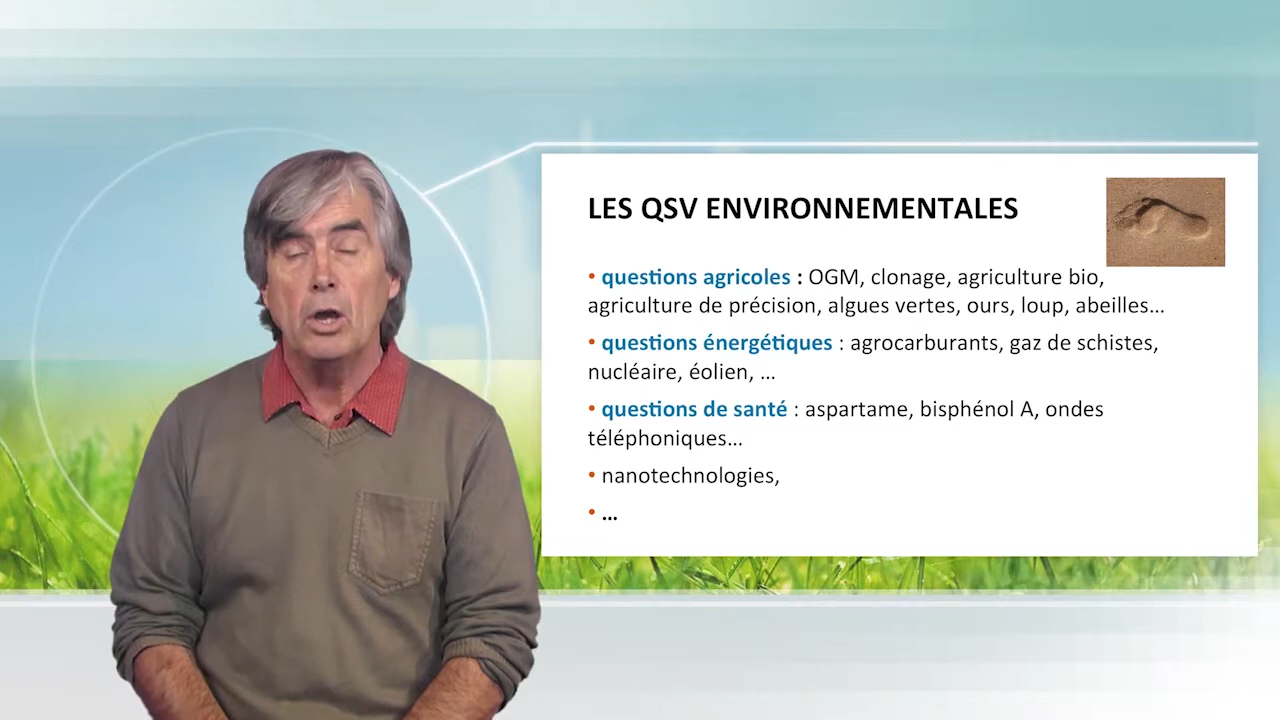 LES QSV ENVIRONNEMENTALES
• questions agricoles : OGM, clonage, agriculture bio,
agriculture de précision, algues vertes, ours, loup, abeilles...
• questions énergétiques : agrocarburants, gaz de schistes,
nucléaire, éolien, ...
• questions de santé : aspartame, bisphénol A, ondes
téléphoniques...
• nanotechnologies,
• ...